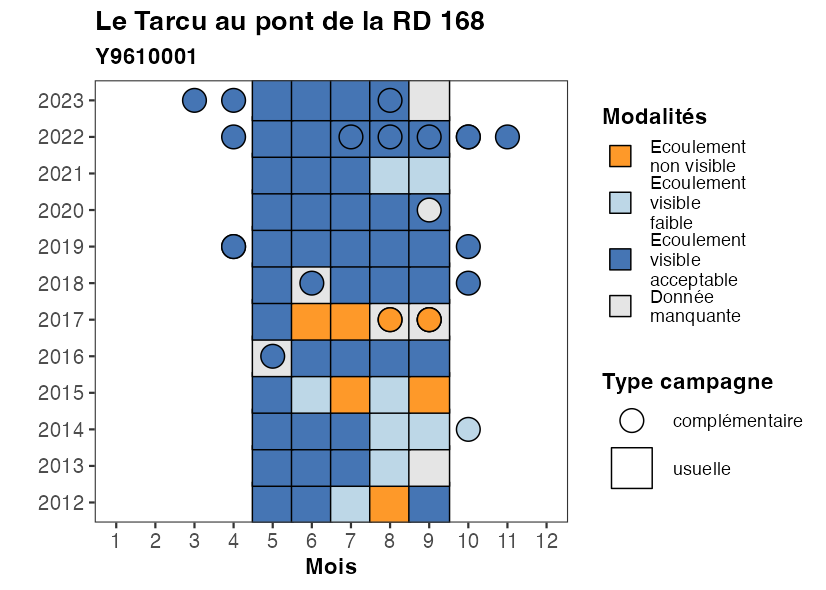 Le Tarcu au pont de la RD 168
Y9610001
2023
2022
2021
2020
2019
2018
2017
2016
2015
2014
2013
2012
1 2 3 4 5 6 7 8 9 10 11 12
Mois
Modalités
Ecoulement
non visible
Ecoulement
visible
faible
Ecoulement
visible
acceptable
Donnée
manquante
Type campagne
complémentaire
usuelle